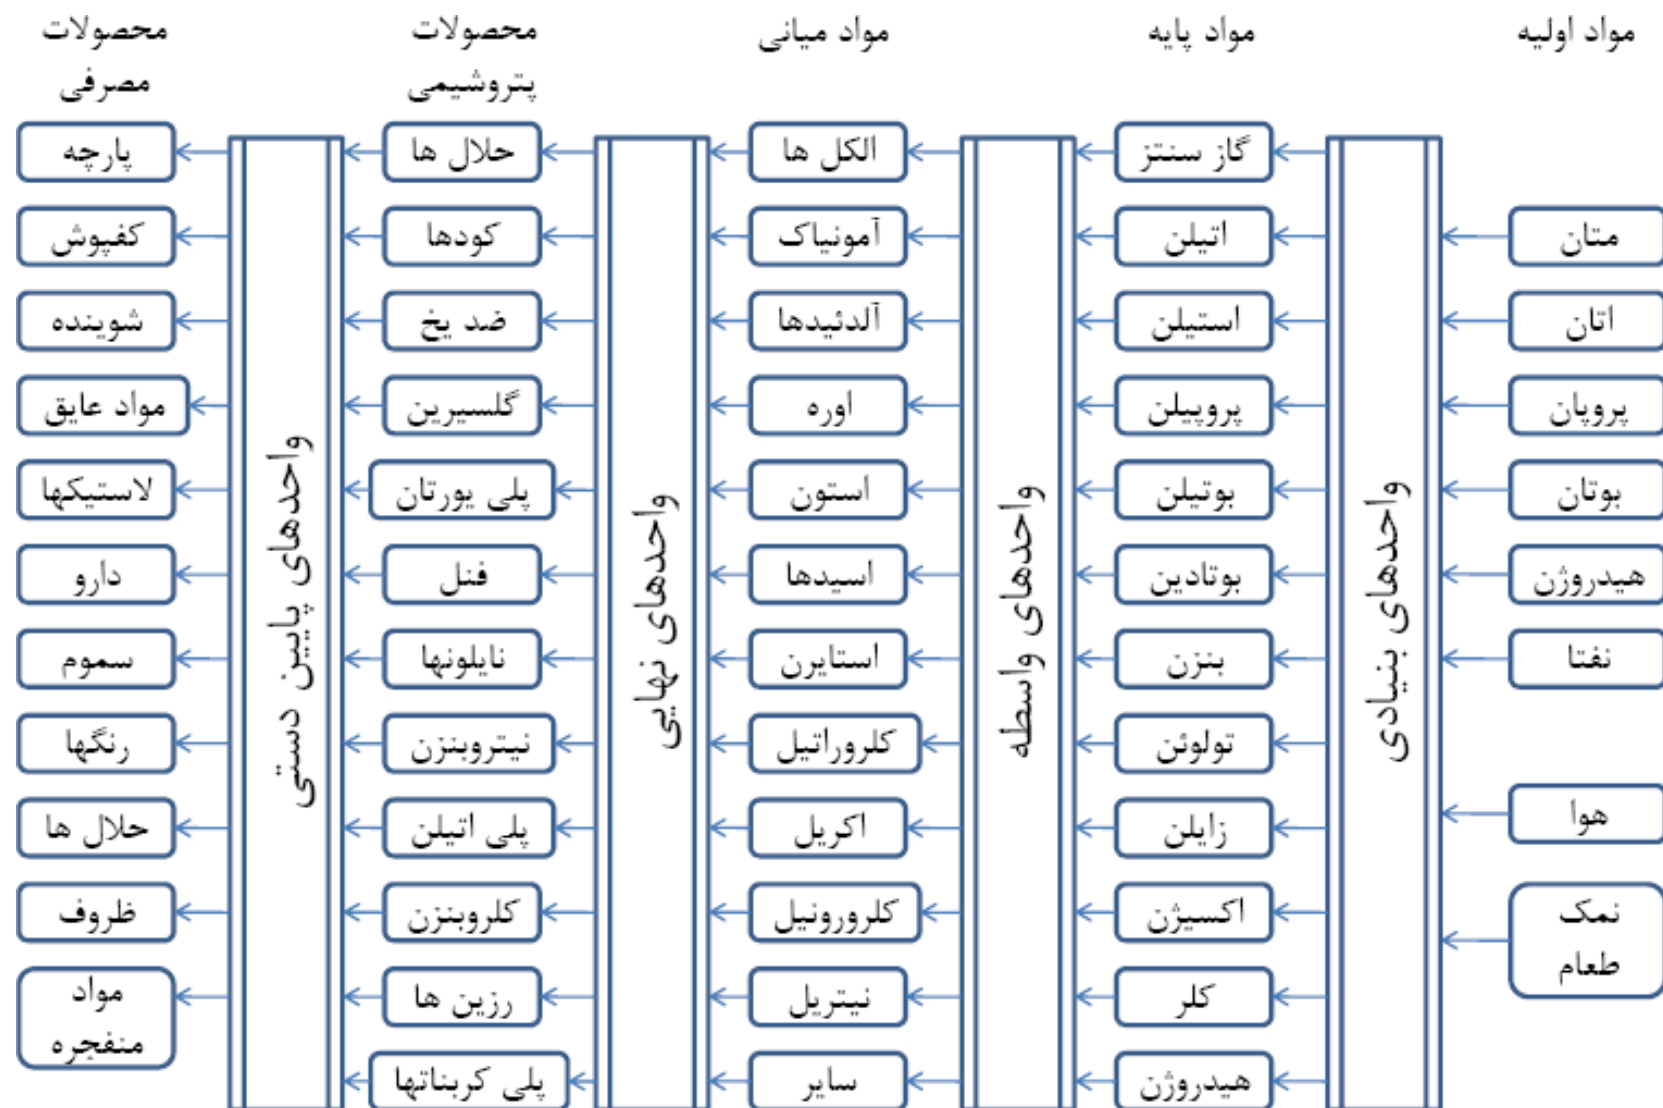 مواد اولیه
مواد پایه
مواد میانی
محصولات
پتروشیمی
محصولات
مصرفی
متان
اتان
پروپان
بوتان
هیدروژن
نفتا
هوا
نمک
طعام
واحدهای بنیادی
گاز سنتز
اتیلن
استیلن
پروپیلن
بوتیلن
بوتادین
بنزن
تولوئن
زایلن
اکسیژن
کلر
هیدروژن
واحدهای واسطه
الکل ها
آمونیاک
آلدئیدها
اوره
استون
اسیدها
استایرن
کلروراتیل
اکریل
کلرورونیل
نیتریل
سایر
واحدهای نهایی
حلال ها
کودها
ضد یخ
گلسیرین
پلی یورتان
فنل
نایلونها
نیتروبنزن
پلی اتیلن
کلروبنزن
رزین ها
پلی کربناتها
واحدهای پایین دستی
پارچه
کفپوش
شوینده
مواد عایق
لاستیکها
دارو
سموم
رنگها
حلال ها
ظروف
مواد
منفجره